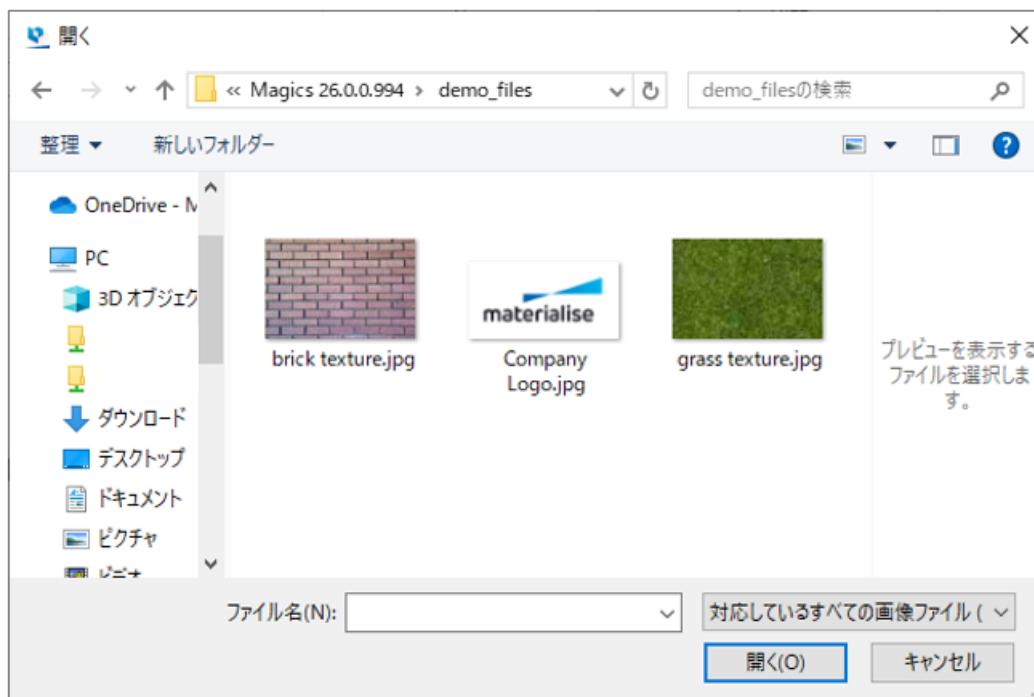 開く
« Magics 26.0.0.994 › demo_files
demo_filesの検索
整理
新しいフォルダー
OneDrive - M
PC
3D オブジェク
ダウンロード
デスクトップ
ドキュメント
ピクチャ
ビデオ
materialise
brick texture.jpg
Company
Logo.jpg
grass texture.jpg
プレビューを表示する
ファイルを選択しま
す。
ファイル名(N):
対応しているすべての画像ファイル (
開く(O)
キャンセル